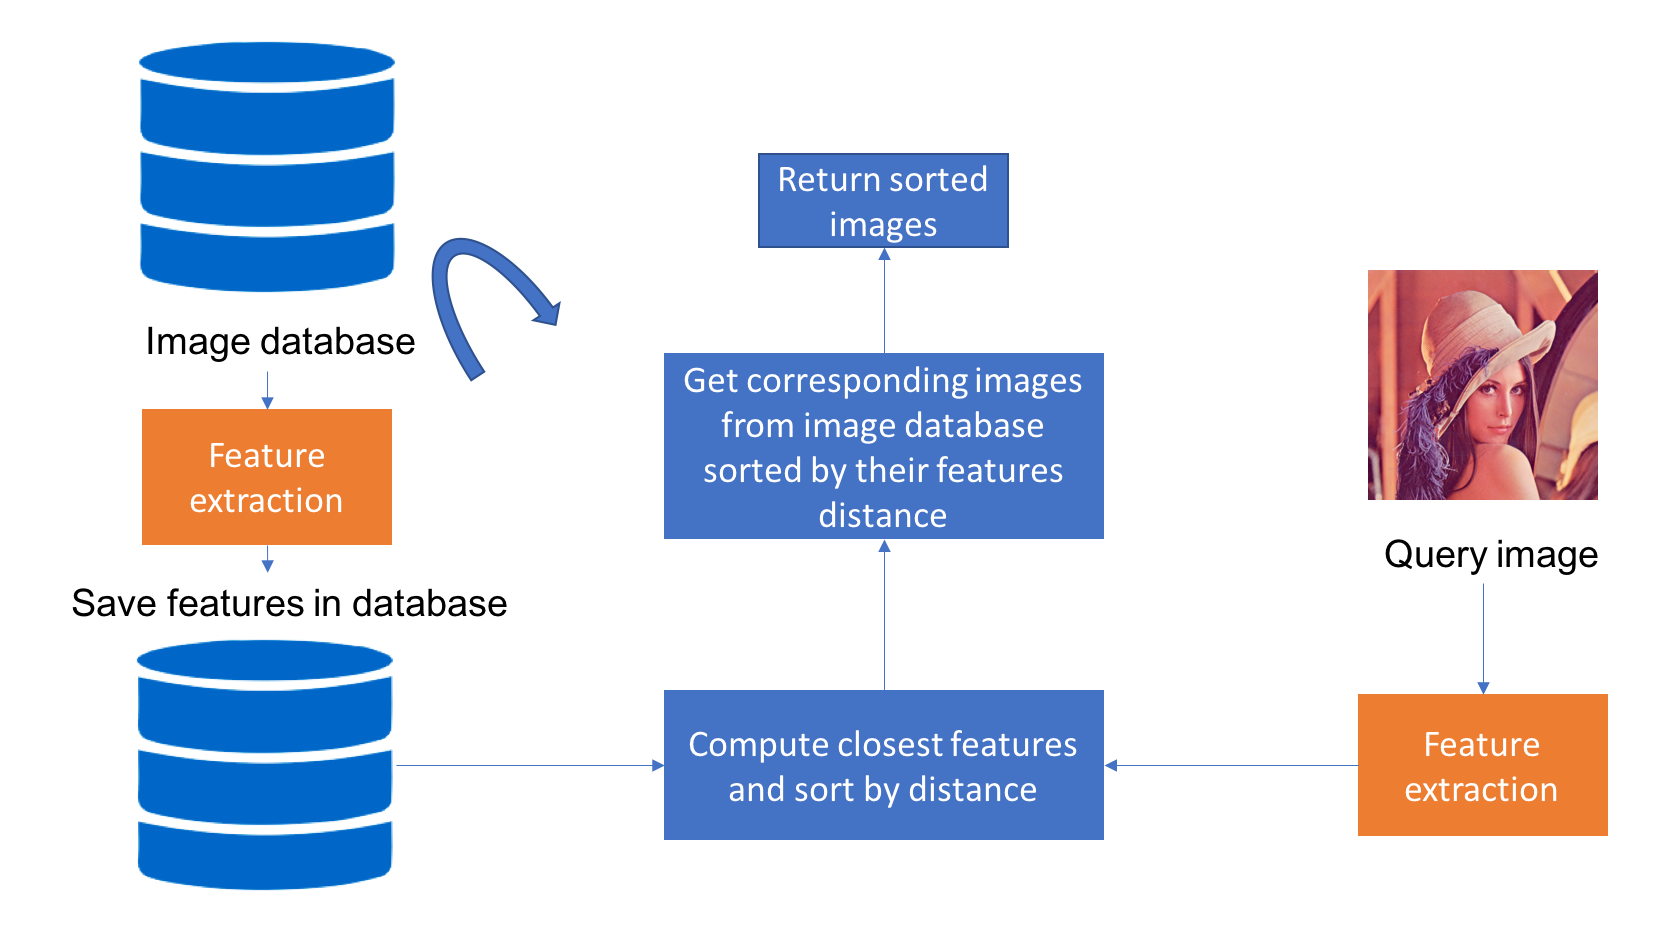 Image database
Feature
extraction
Save features in database
Return sorted
images
Get corresponding images
from image database
sorted by their features
distance
Compute closest features
and sort by distance
Query image
Feature
extraction